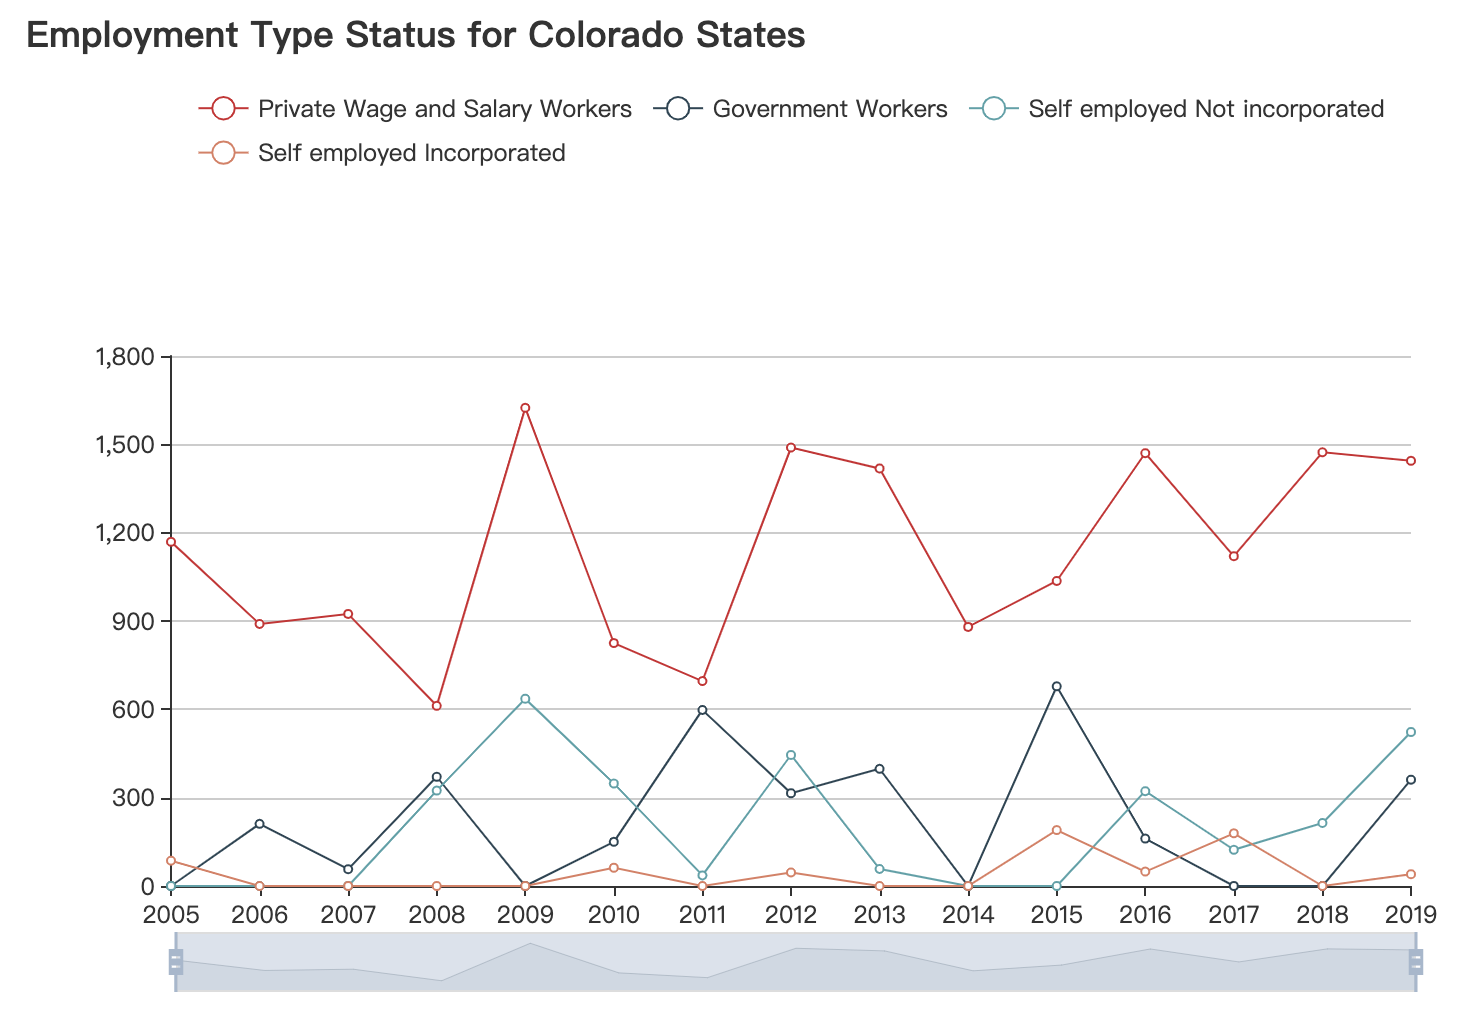 Employment Type Status for Colorado States
Private Wage and Salary Workers Government Workers Self employed Not incorporated
Self employed Incorporated
1,800
1,500
1,200
900
600
300
0
2005 2006 2007 2008 2009 2010 2011 2012 2013 2014 2015 2016 2017 2018 2019